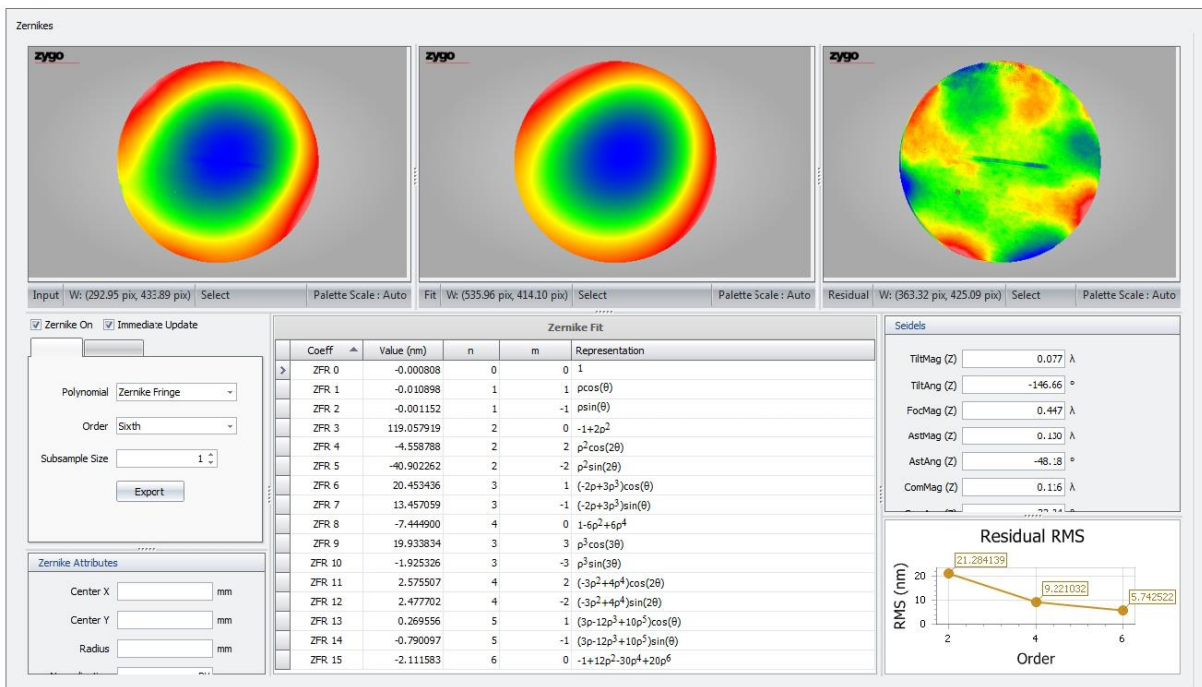 Zernikes
zygo
zygo
zygo
Input W: (292.95 pix, 433.89 pix) Select Palette Scale : Auto
Fit W: (535.96 pix, 414.10 pix) Select Palette Scale : Auto
Residual W: (363.32 pix, 425.09 pix) Select Palette Scale : Auto
Zernike On Immediate Update
Polynomial Zernike Fringe
Order Sixth
Subsample Size 1
Export
Zernike Attributes
Center X mm
Center Y mm
Radius mm
Zernike Fit
Coeff Value (nm) n m Representation
ZFR 0 -0.000808 0 0 1
ZFR 1 -0.010898 1 1 ρcos(θ)
ZFR 2 -0.001152 1 -1 ρsin(θ)
ZFR 3 119.057919 2 0 -1+2ρ²
ZFR 4 -4.558788 2 2 ρ²cos(2θ)
ZFR 5 -40.902262 2 -2 ρ²sin(2θ)
ZFR 6 20.453436 3 1 (-2ρ+3ρ³)cos(θ)
ZFR 7 13.457059 3 -1 (-2ρ+3ρ³)sin(θ)
ZFR 8 -7.444900 4 0 1-6ρ²+6ρ⁴
ZFR 9 19.933834 3 3 ρ³cos(3θ)
ZFR 10 -1.925326 3 -3 ρ³sin(3θ)
ZFR 11 2.575507 4 2 (-3ρ²+4ρ⁴)cos(2θ)
ZFR 12 2.477702 4 -2 (-3ρ²+4ρ⁴)sin(2θ)
ZFR 13 0.269556 5 1 (3ρ-12ρ³+10ρ⁵)cos(θ)
ZFR 14 -0.790097 5 -1 (3ρ-12ρ³+10ρ⁵)sin(θ)
ZFR 15 -2.111583 6 0 -1+12ρ²-30ρ⁴+20ρ⁶
Seidels
TiltMag (Z) 0.077 λ
TiltAng (Z) -146.66 °
FocMag (Z) 0.447 λ
AstMag (Z) 0.130 λ
AstAng (Z) -48.18 °
ComMag (Z) 0.116 λ
Residual RMS
21.284139
9.221032
5.742522
RMS (nm)
20
10
0
2 4 6
Order